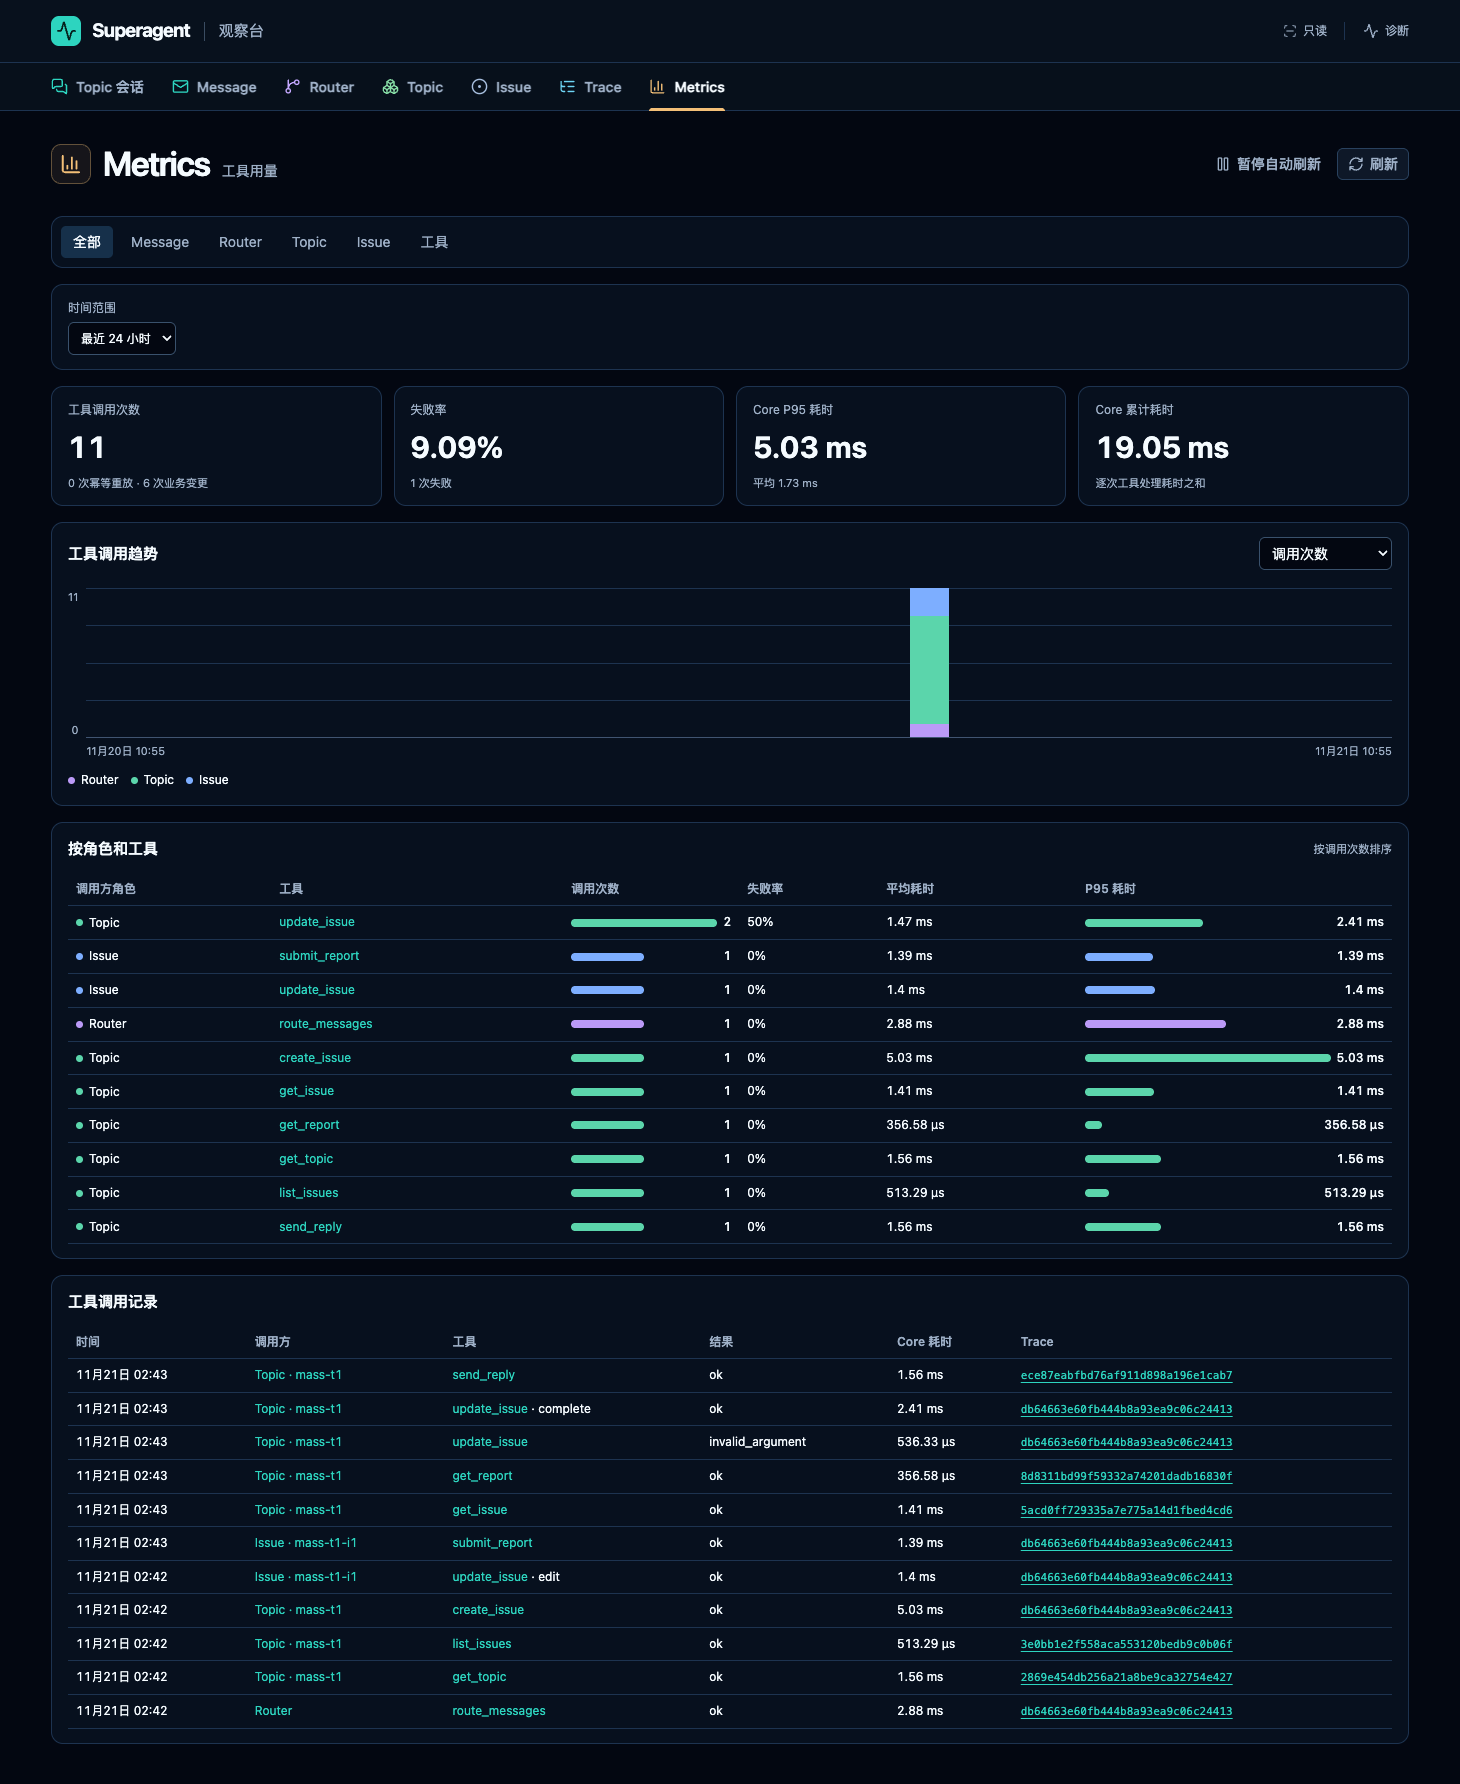 Superagent 观察台 只读 诊断
Topic 会话 Message Router Topic Issue Trace Metrics
Metrics 工具用量 暂停自动刷新 刷新
全部 Message Router Topic Issue 工具
时间范围
最近 24 小时
工具调用次数
11
0 次幂等重放 · 6 次业务变更
失败率
9.09%
1 次失败
Core P95 耗时
5.03 ms
平均 1.73 ms
Core 累计耗时
19.05 ms
逐次工具处理耗时之和
工具调用趋势 调用次数
11
0
11月20日 10:55 11月21日 10:55
Router Topic Issue
按角色和工具 按调用次数排序
调用方角色 工具 调用次数 失败率 平均耗时 P95 耗时
Topic update_issue 2 50% 1.47 ms 2.41 ms
Issue submit_report 1 0% 1.39 ms 1.39 ms
Issue update_issue 1 0% 1.4 ms 1.4 ms
Router route_messages 1 0% 2.88 ms 2.88 ms
Topic create_issue 1 0% 5.03 ms 5.03 ms
Topic get_issue 1 0% 1.41 ms 1.41 ms
Topic get_report 1 0% 356.58 µs 356.58 µs
Topic get_topic 1 0% 1.56 ms 1.56 ms
Topic list_issues 1 0% 513.29 µs 513.29 µs
Topic send_reply 1 0% 1.56 ms 1.56 ms
工具调用记录
时间 调用方 工具 结果 Core 耗时 Trace
11月21日 02:43 Topic · mass-t1 send_reply ok 1.56 ms ece87eabfbd76af911d898a196e1cab7
11月21日 02:43 Topic · mass-t1 update_issue · complete ok 2.41 ms db64663e60fb444b8a93ea9c06c24413
11月21日 02:43 Topic · mass-t1 update_issue invalid_argument 536.33 µs db64663e60fb444b8a93ea9c06c24413
11月21日 02:43 Topic · mass-t1 get_report ok 356.58 µs 8d8311bd99f59332a74201dadb16830f
11月21日 02:43 Topic · mass-t1 get_issue ok 1.41 ms 5acd0ff729335a7e775a14d1fbed4cd6
11月21日 02:43 Issue · mass-t1-i1 submit_report ok 1.39 ms db64663e60fb444b8a93ea9c06c24413
11月21日 02:42 Issue · mass-t1-i1 update_issue · edit ok 1.4 ms db64663e60fb444b8a93ea9c06c24413
11月21日 02:42 Topic · mass-t1 create_issue ok 5.03 ms db64663e60fb444b8a93ea9c06c24413
11月21日 02:42 Topic · mass-t1 list_issues ok 513.29 µs 3e0bb1e2f558aca553120bedb9c0b06f
11月21日 02:42 Topic · mass-t1 get_topic ok 1.56 ms 2869e454db256a21a8be9ca32754e427
11月21日 02:42 Router route_messages ok 2.88 ms db64663e60fb444b8a93ea9c06c24413